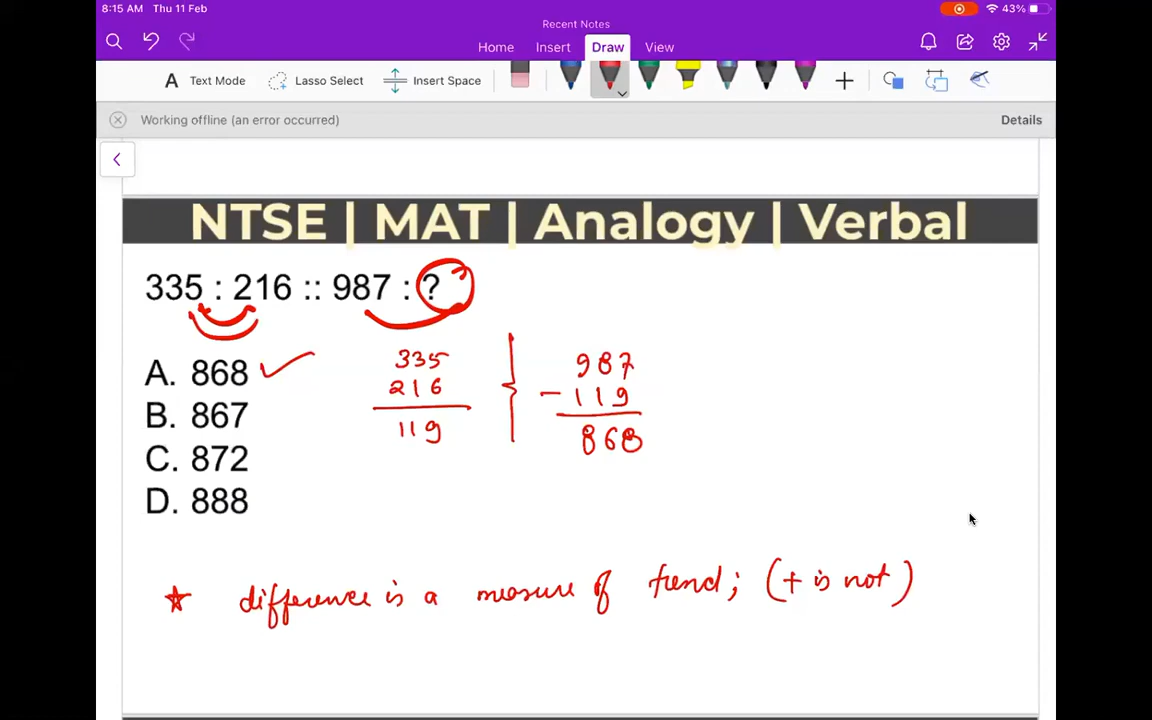 8:15 AM Thu 11 Feb
43%
Recent Notes
Home Insert Draw View
A Text Mode Lasso Select Insert Space
Working offline (an error occurred) Details
NTSE | MAT | Analogy | Verbal
335 : 216 :: 987 : ?
A. 868
B. 867
C. 872
D. 888
335
216
119
987
- 119
868
difference is a measure of trend; (+ is not)